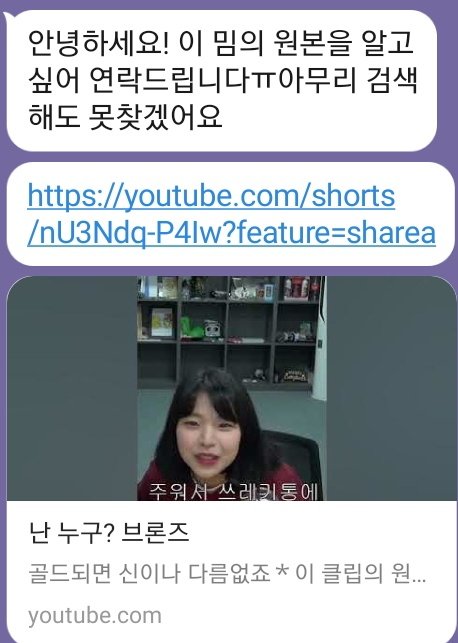 안녕하세요! 이 밈의 원본을 알고
싶어 연락드립니다ㅠ아무리 검색
해도 못찾겠어요
https://youtube.com/shorts
/nU3Ndq-P4Iw?feature=sharea
주워서 쓰레키통에
난 누구? 브론즈
골드되면 신이나 다름없죠 * 이 클립의 원...
youtube.com